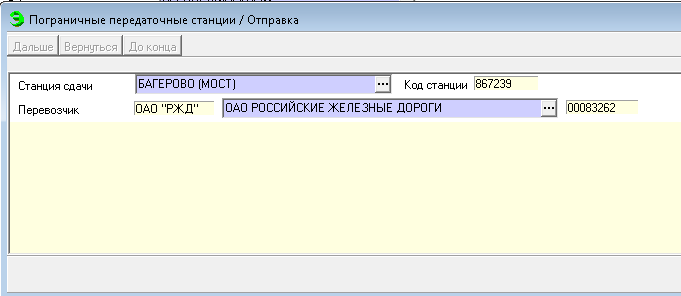 Пограничные передаточные станции / Отправка
Дальше Вернуться До конца
Станция сдачи БАГЕРОВО (МОСТ) ... Код станции 867239
Перевозчик ОАО "РЖД" ОАО РОССИЙСКИЕ ЖЕЛЕЗНЫЕ ДОРОГИ ... 00083262